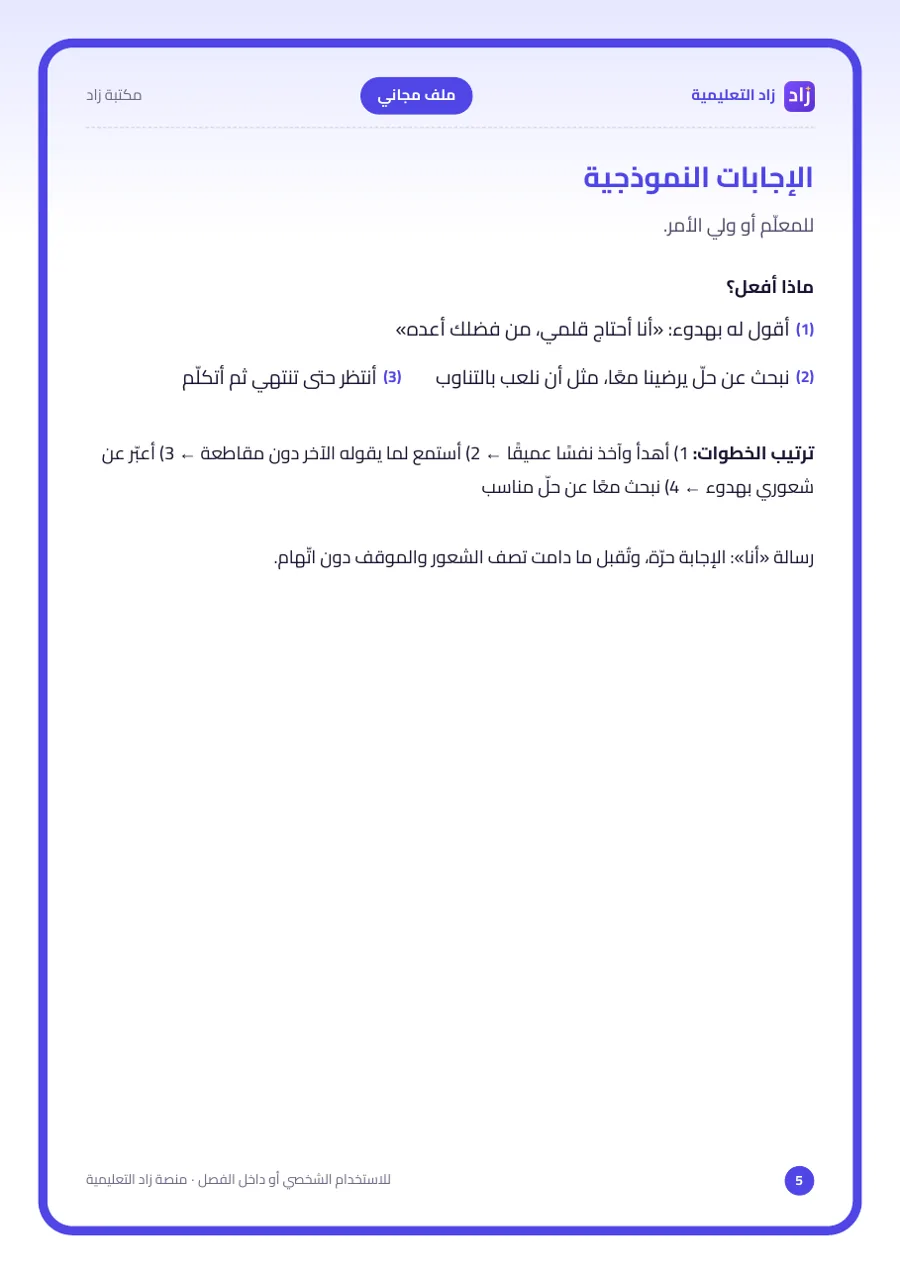 زاد
زاد التعليمية
ملف مجاني
مكتبة زاد
الإجابات النموذجية
للمعلّم أو ولي الأمر.
ماذا أفعل؟
(1) أقول له بهدوء: «أنا أحتاج قلمي، من فضلك أعده»
(2) نبحث عن حلّ يرضينا معًا، مثل أن نلعب بالتناوب (3) أنتظر حتى تنتهي ثم أتكلّم
ترتيب الخطوات: 1) أهدأ وآخذ نفسًا عميقًا ← 2) أستمع لما يقوله الآخر دون مقاطعة ← 3) أعبّر عن
شعوري بهدوء ← 4) نبحث معًا عن حلّ مناسب
رسالة «أنا»: الإجابة حرّة، وتُقبل ما دامت تصف الشعور والموقف دون اتّهام.
5
للاستخدام الشخصي أو داخل الفصل · منصة زاد التعليمية